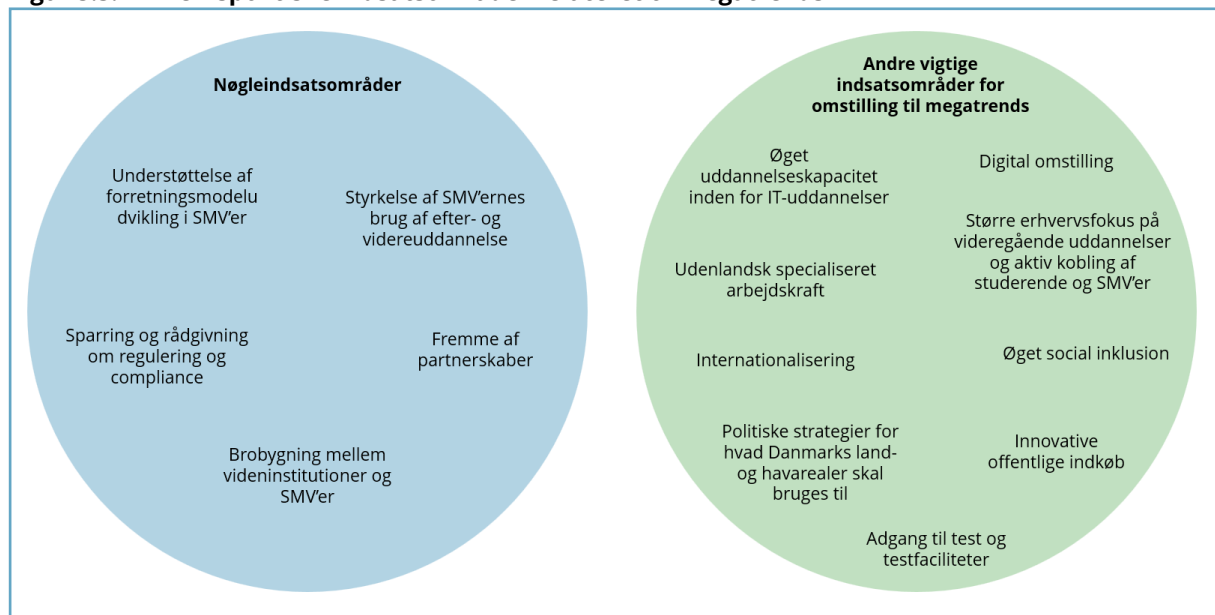 Nøgleindsatsområder
Understøttelse af
forretningsmodelu
dvikling i SMV'er
Styrkelse af SMV'ernes
brug af efter- og
videreuddannelse
Sparring og rådgivning
om regulering og
compliance
Fremme af
partnerskaber
Brobygning mellem
videninstitutioner og
SMV'er
Andre vigtige
indsatsområder for
omstilling til megatrends
Øget
uddannelseskapacitet
inden for IT-uddannelser
Digital omstilling
Større erhvervsfokus på
videregående uddannelser
og aktiv kobling af
studerende og SMV'er
Udenlandsk specialiseret
arbejdskraft
Internationalisering
Øget social inklusion
Politiske strategier for
hvad Danmarks land-
og havarealer skal
bruges til
Innovative
offentlige indkøb
Adgang til test og
testfaciliteter